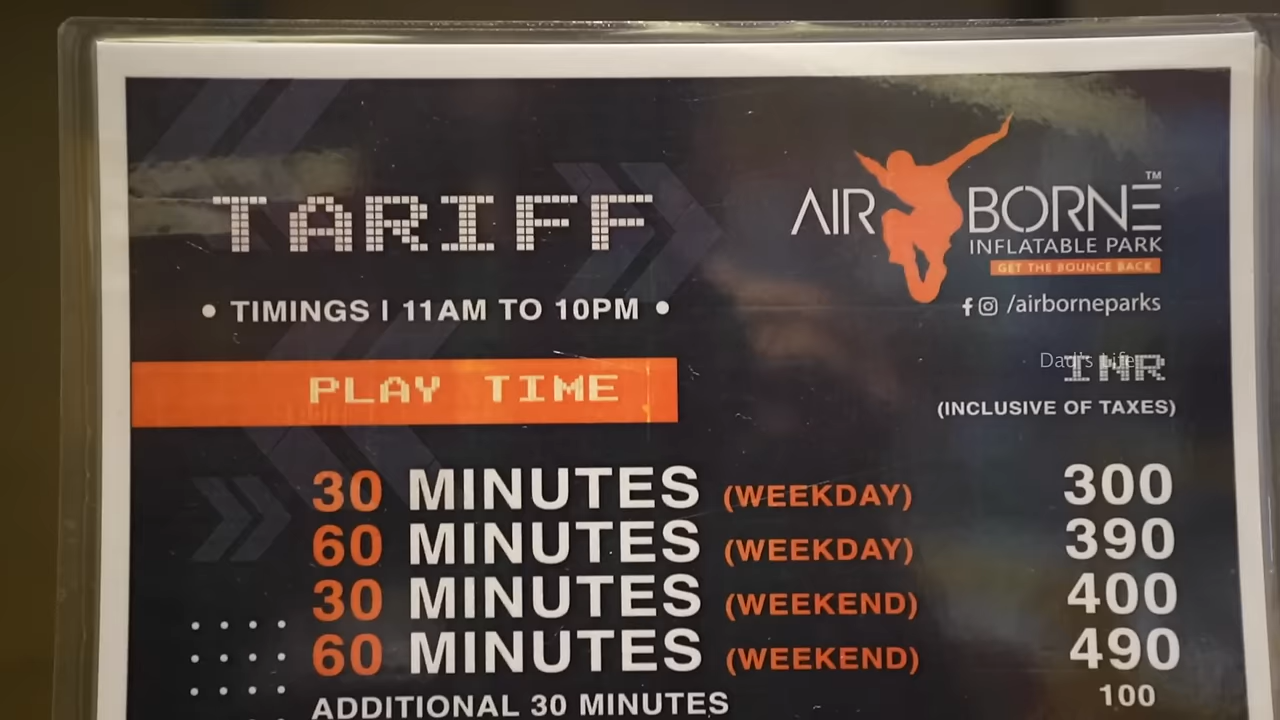 TARIFF
• TIMINGS | 11AM TO 10PM •
AIR BORNE™
INFLATABLE PARK
GET THE BOUNCE BACK
/airborneparks
PLAY TIME
Dad's Life
INR
(INCLUSIVE OF TAXES)
30 MINUTES (WEEKDAY) 300
60 MINUTES (WEEKDAY) 390
30 MINUTES (WEEKEND) 400
60 MINUTES (WEEKEND) 490
ADDITIONAL 30 MINUTES 100